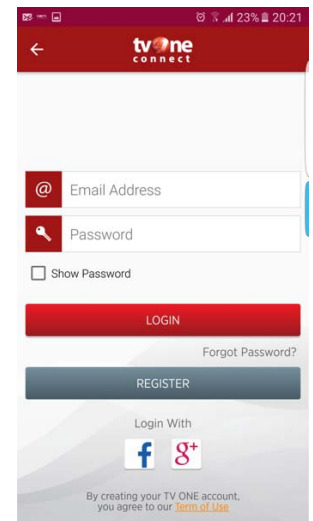 23% 20:21
tvOne
connect
@ Email Address
Password
Show Password
LOGIN
Forgot Password?
REGISTER
Login With
f g+
By creating your TV ONE account,
you agree to our Term of Use